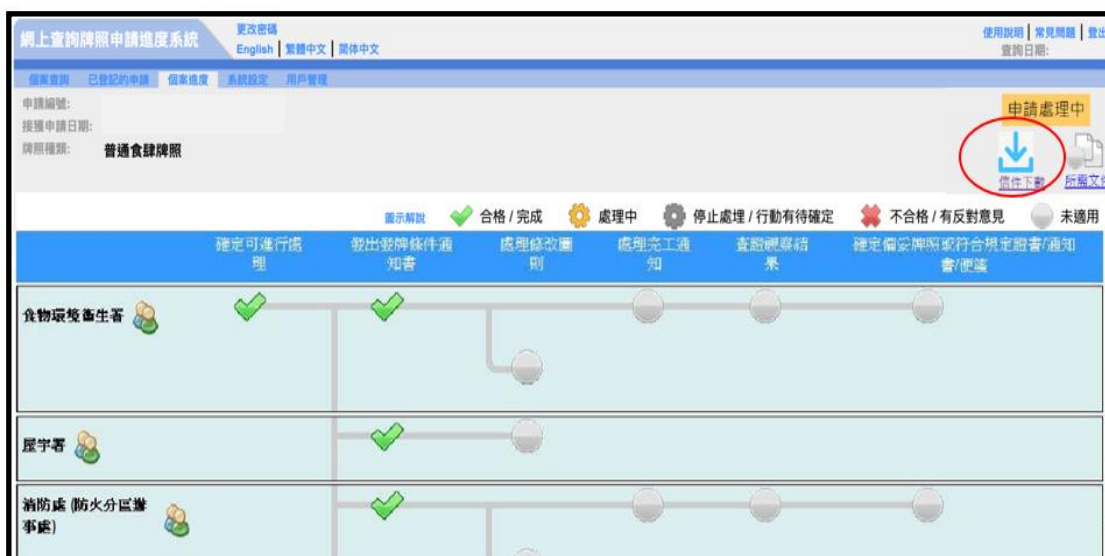 網上查詢牌照申請進度系統
更改密碼
English | 繁體中文 | 简体中文
使用說明 | 常見問題 | 登出
查詢日期:
個案查詢 已登記的申請 個案進度 系統設定 用戶管理
申請編號:
接獲申請日期:
牌照種類: 普通食肆牌照
申請處理中
信件下載 所需文件
圖示解說 合格 / 完成 處理中 停止處理 / 行動有待確定 不合格 / 有反對意見 未適用
確定可進行處理
發出發牌條件通知書
處理修改圖則
處理完工通知
查證視察結果
確定備妥牌照或符合規定證書/通知書/便箋
食物環境衞生署
屋宇署
消防處 (防火分區辦
事處)